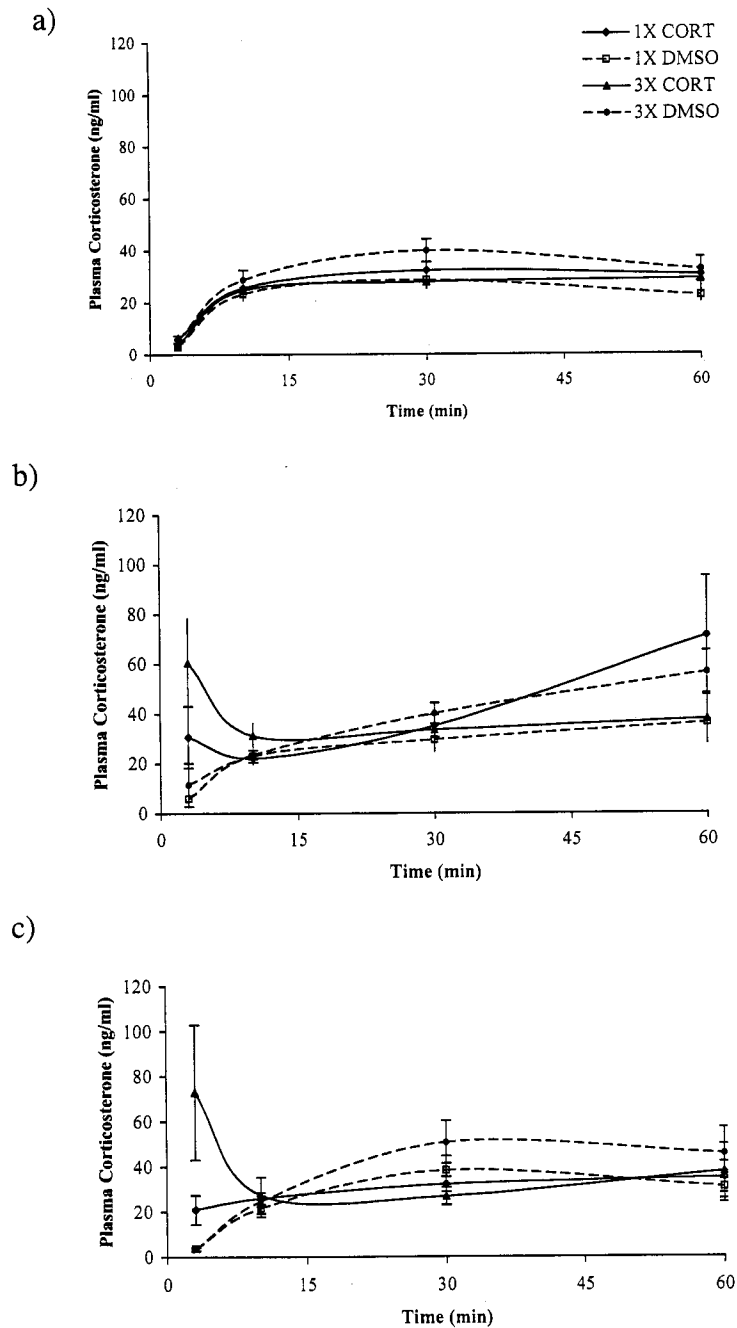 a)
1X CORT
1X DMSO
3X CORT
3X DMSO
120
100
80
60
40
20
0
Plasma Corticosterone (ng/ml)
0 15 30 45 60
Time (min)
b)
120
100
80
60
40
20
0
Plasma Corticosterone (ng/ml)
0 15 30 45 60
Time (min)
c)
120
100
80
60
40
20
0
Plasma Corticosterone (ng/ml)
0 15 30 45 60
Time (min)